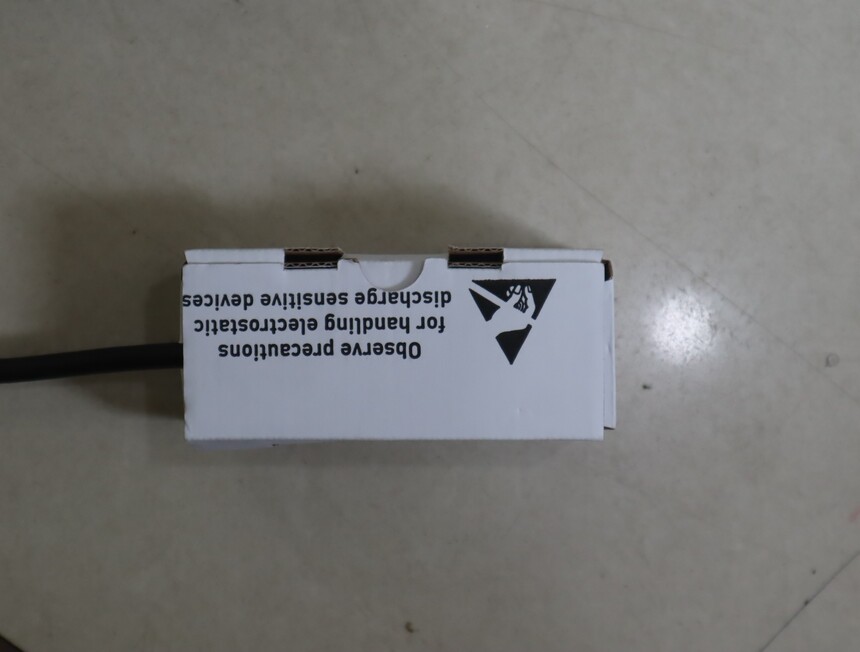 Observe precautions
for handling electrostatic
discharge sensitive devices